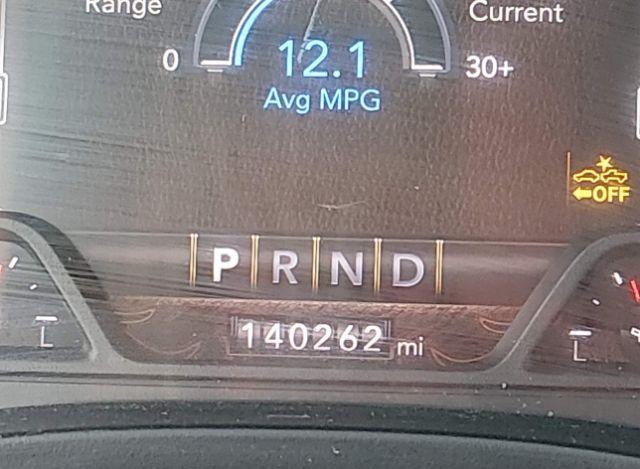 Range
Current
0
12.1
30+
Avg MPG
OFF
P R N D
L
140262 mi
L